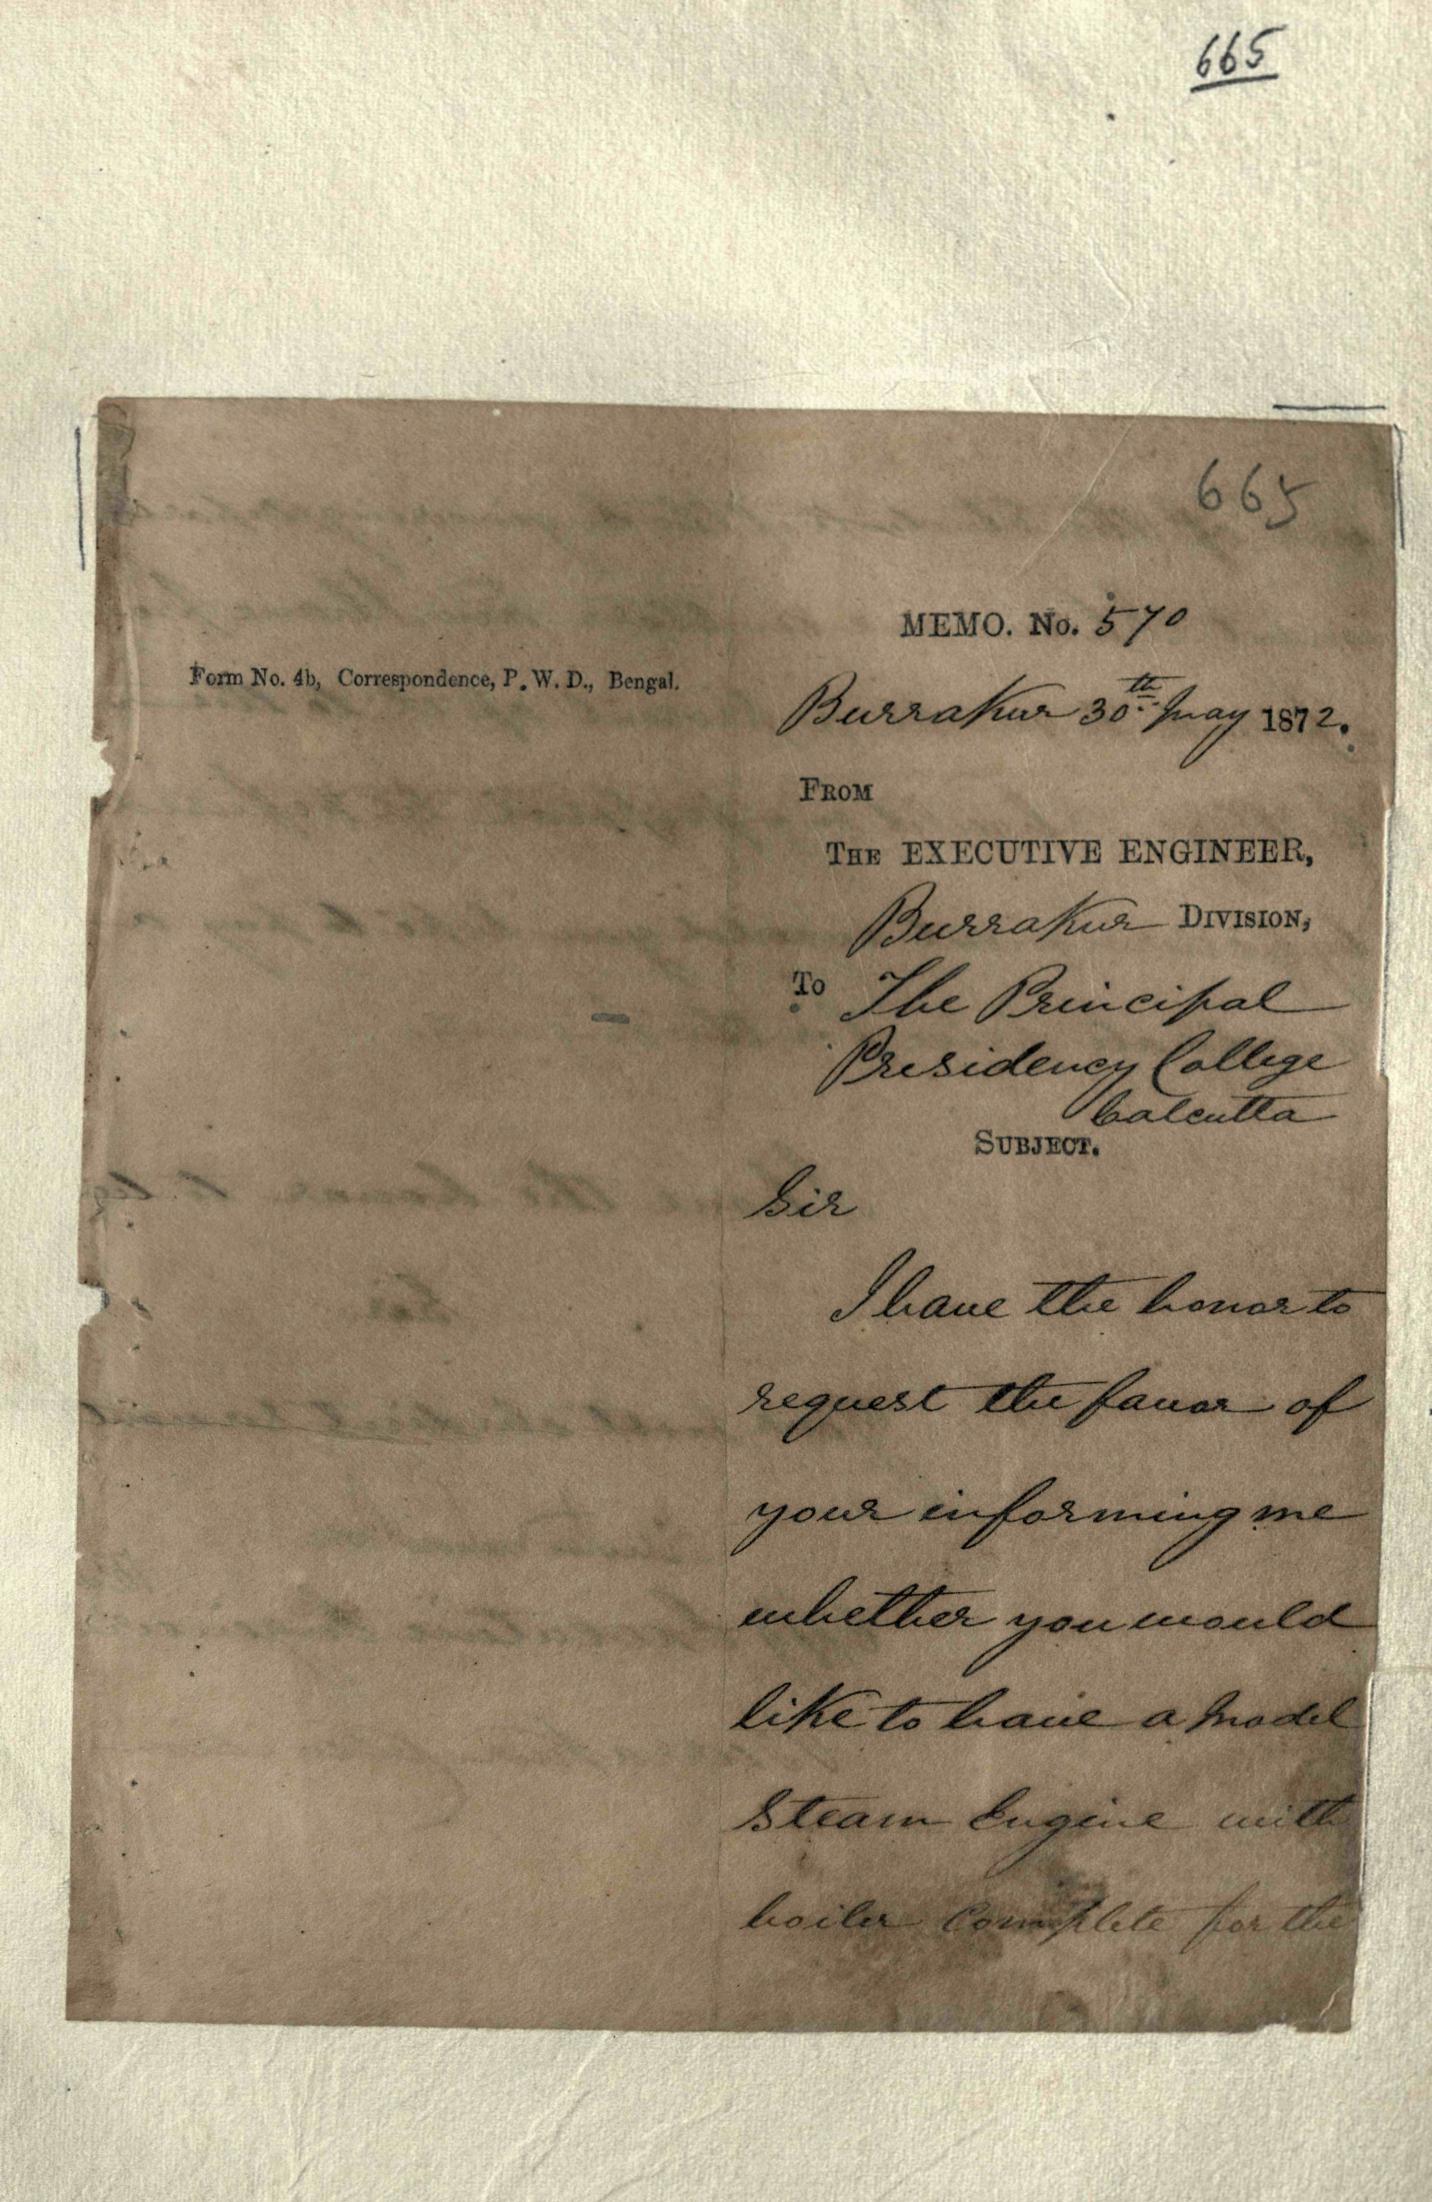 665
665
MEMO. No. 570
Form No. 4b, Correspondence, P. W. D., Bengal.
Burrakur 30th May 1872.
FROM
THE EXECUTIVE ENGINEER,
Burrakur DIVISION,
To The Principal
Presidency College
Calcutta
SUBJECT.
Sir
I have the honor to
request the favor of
your informing me
whether you would
like to have a Model
Steam Engine with
boiler complete for the